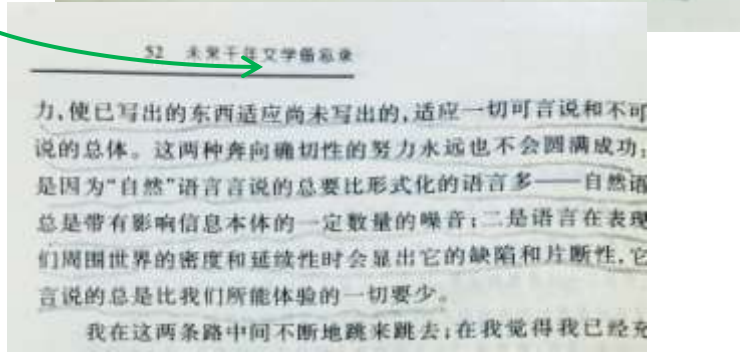 52 未来千年文学备忘录
力,使已写出的东西适应尚未写出的,适应一切可言说和不可
说的总体。这两种奔向确切性的努力永远也不会圆满成功:
是因为“自然”语言言说的总要比形式化的语言多——自然语
总是带有影响信息本体的一定数量的噪音;二是语言在表现
们周围世界的密度和延续性时会显出它的缺陷和片断性,它
言说的总是比我们所能体验的一切要少。
我在这两条路中间不断地跳来跳去;在我觉得我已经充